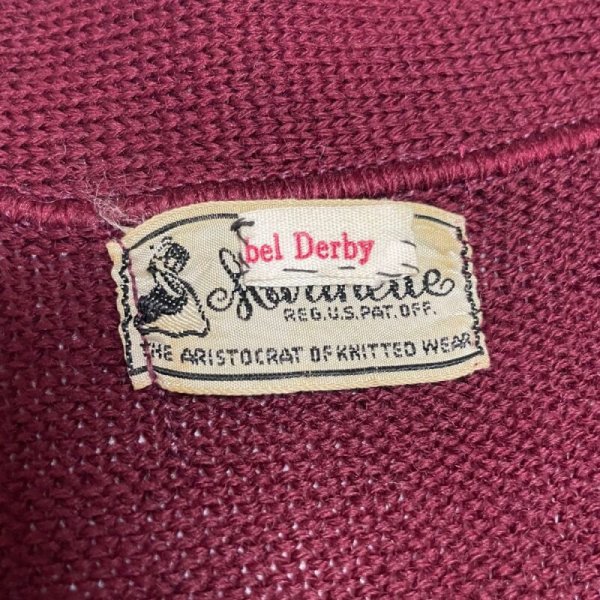 bel Derby
REG.U.S.PAT.OFF.
THE ARISTOCRAT OF KNITTED WEAR